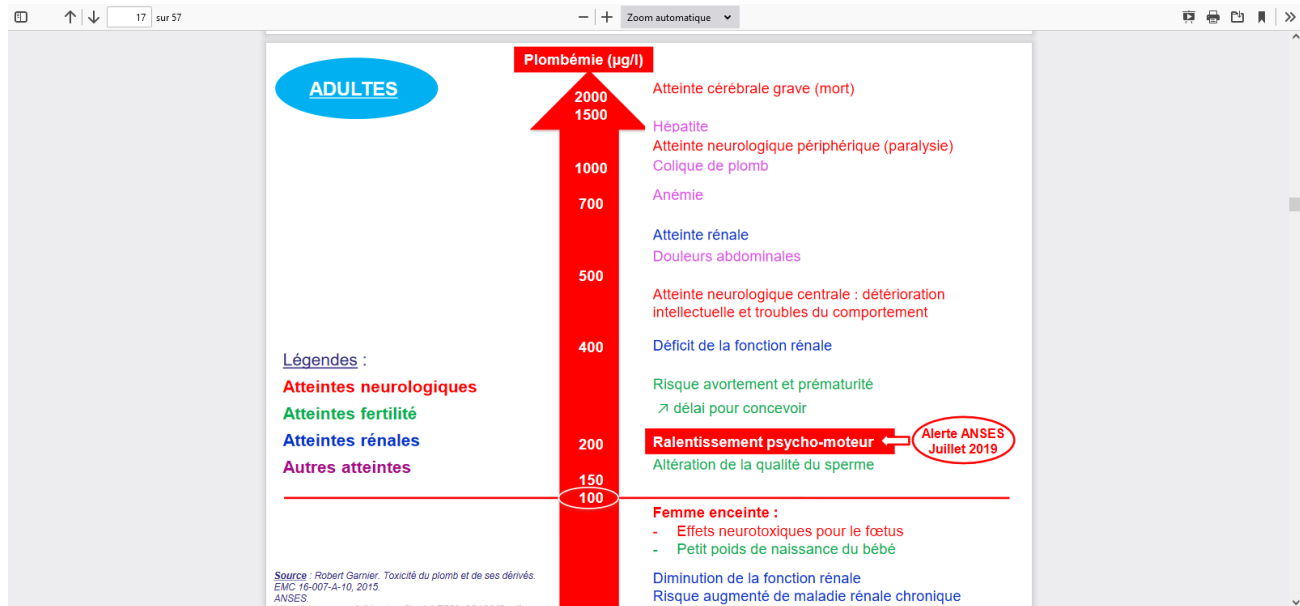 17 sur 57
Zoom automatique
Plombémie (µg/l)
ADULTES
2000
Atteinte cérébrale grave (mort)
1500
Hépatite
Atteinte neurologique périphérique (paralysie)
1000
Colique de plomb
Anémie
700
Atteinte rénale
Douleurs abdominales
500
Atteinte neurologique centrale : détérioration
intellectuelle et troubles du comportement
400
Déficit de la fonction rénale
Légendes :
Atteintes neurologiques
Atteintes fertilité
Atteintes rénales
Autres atteintes
Risque avortement et prématurité
↗ délai pour concevoir
200
Ralentissement psycho-moteur
Alerte ANSES
Juillet 2019
Altération de la qualité du sperme
150
100
Femme enceinte :
- Effets neurotoxiques pour le fœtus
- Petit poids de naissance du bébé
Source : Robert Garnier. Toxicité du plomb et de ses dérivés.
EMC 16-007-A-10, 2015.
ANSES.
Diminution de la fonction rénale
Risque augmenté de maladie rénale chronique